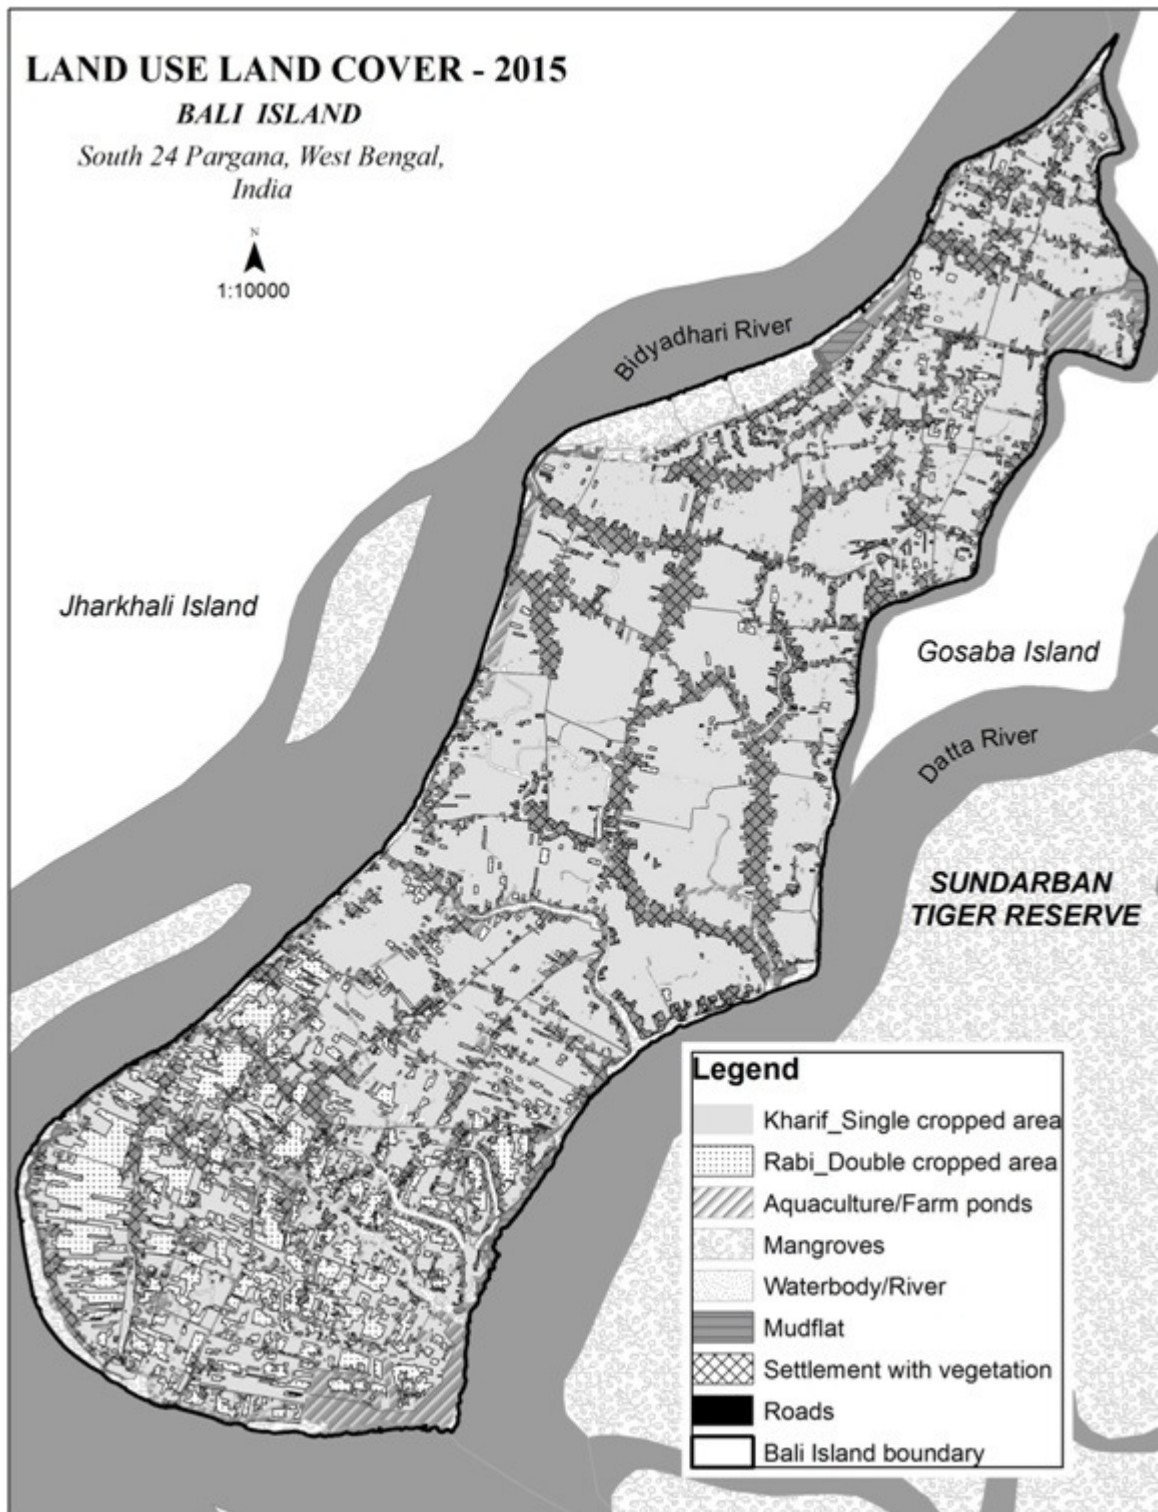 LAND USE LAND COVER - 2015
BALI ISLAND
South 24 Pargana, West Bengal,
India
N
1:10000
Bidyadhari River
Jharkhali Island
Gosaba Island
Datta River
SUNDARBAN
TIGER RESERVE
Legend
Kharif_Single cropped area
Rabi_Double cropped area
Aquaculture/Farm ponds
Mangroves
Waterbody/River
Mudflat
Settlement with vegetation
Roads
Bali Island boundary